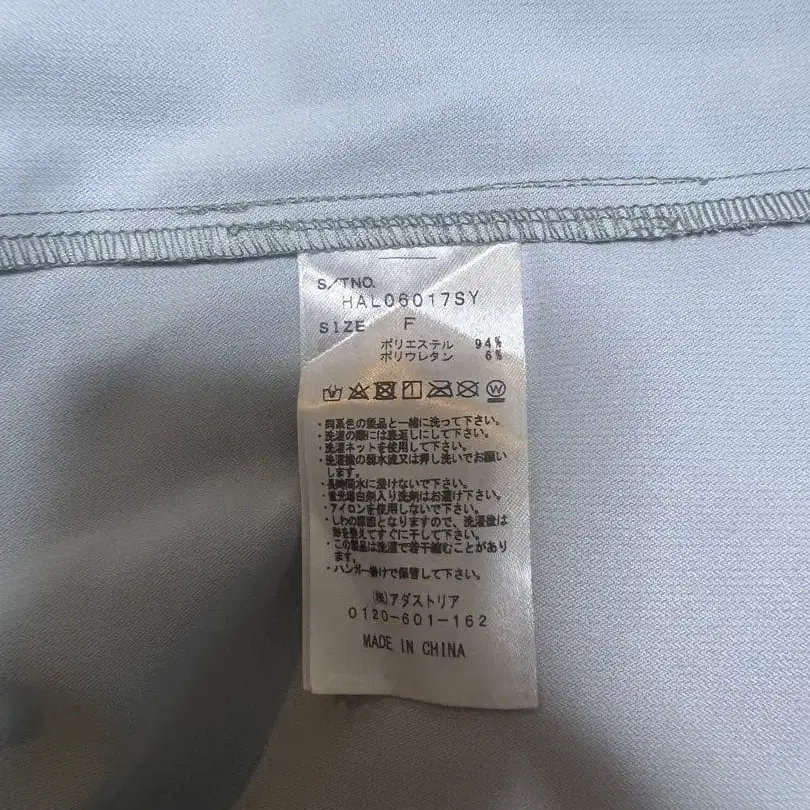 S/TNO.
HAL06017SY
SIZE F
ポリエステル 94%
ポリウレタン 6%
W
・同系色の製品と一緒に洗って下さい。
・洗濯の際には裏返しにして下さい。
・洗濯ネットを使用して下さい。
・洗濯機の弱水流又は押し洗いでお願い
します。
・長時間水に浸けないで下さい。
・蛍光増白剤入り洗剤はお避け下さい。
・アイロンを使用しないで下さい。
・しわの原因となりますので、洗濯後は
形を整えてすぐに干して下さい。
・この製品は洗濯で若干縮むことがあり
ます。
・ハンガー掛けで保管して下さい。
(株)アダストリア
0120-601-162
MADE IN CHINA